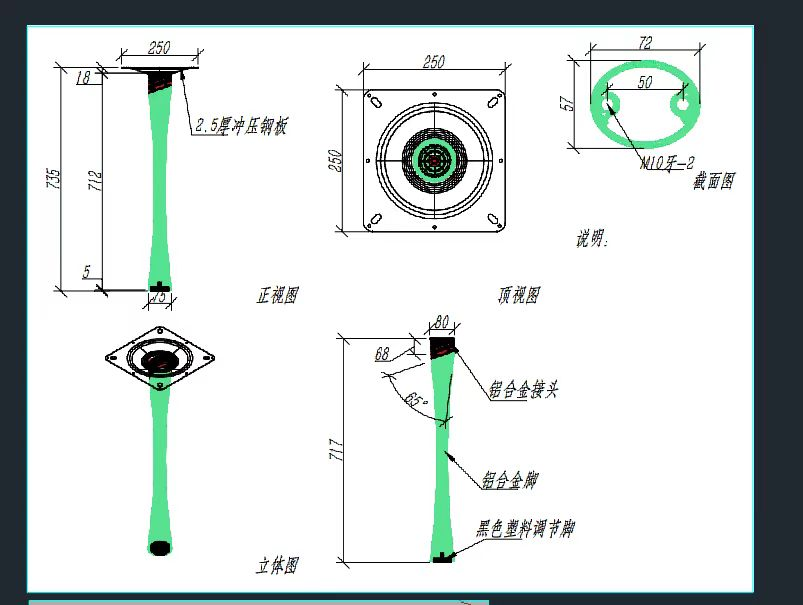 250
18
2.5厚冲压钢板
735
712
5
75
正视图
250
250
顶视图
72
50
57
M10牙-2
截面图
说明:
立体图
80
68
65°
717
铝合金接头
铝合金脚
黑色塑料调节脚